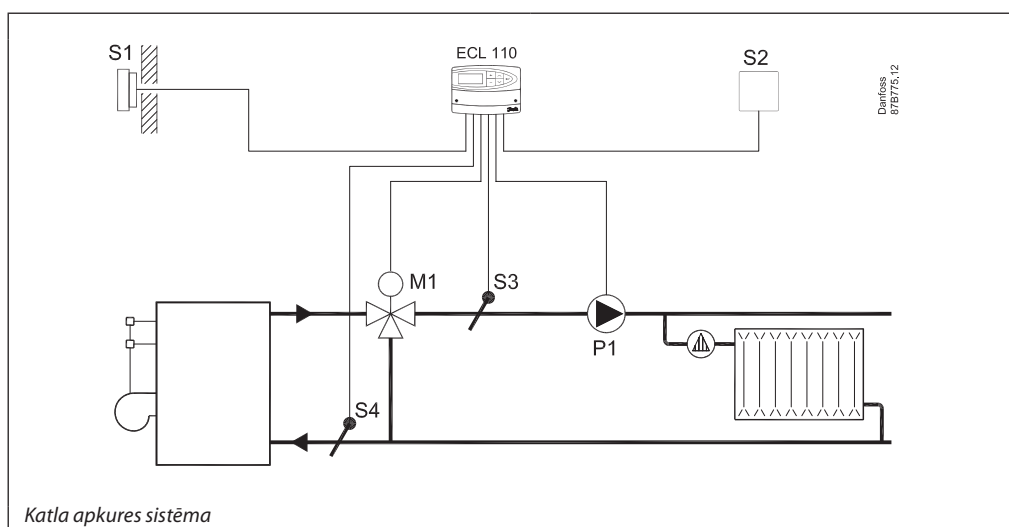 S1
ECL 110
S2
Danfoss
87B775.12
M1
S3
P1
S4
Katla apkures sistēma